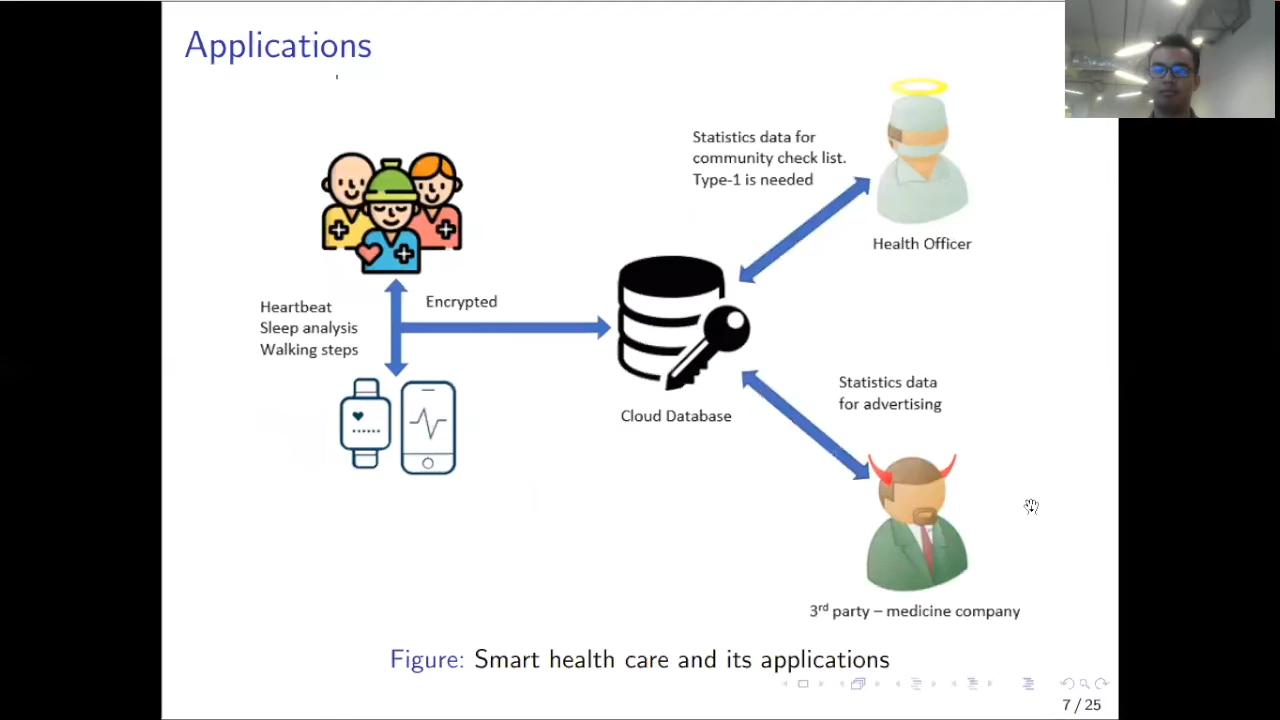 Applications
Statistics data for
community check list.
Type-1 is needed
Health Officer
Heartbeat
Sleep analysis
Walking steps
Encrypted
Cloud Database
Statistics data
for advertising
3rd party – medicine company
Figure: Smart health care and its applications
7 / 25